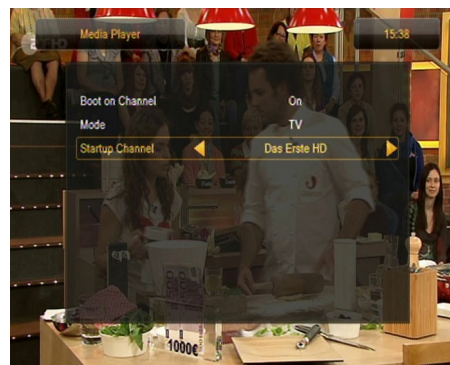 Media Player
15:38
Boot on Channel On
Mode TV
Startup Channel Das Erste HD
1000€